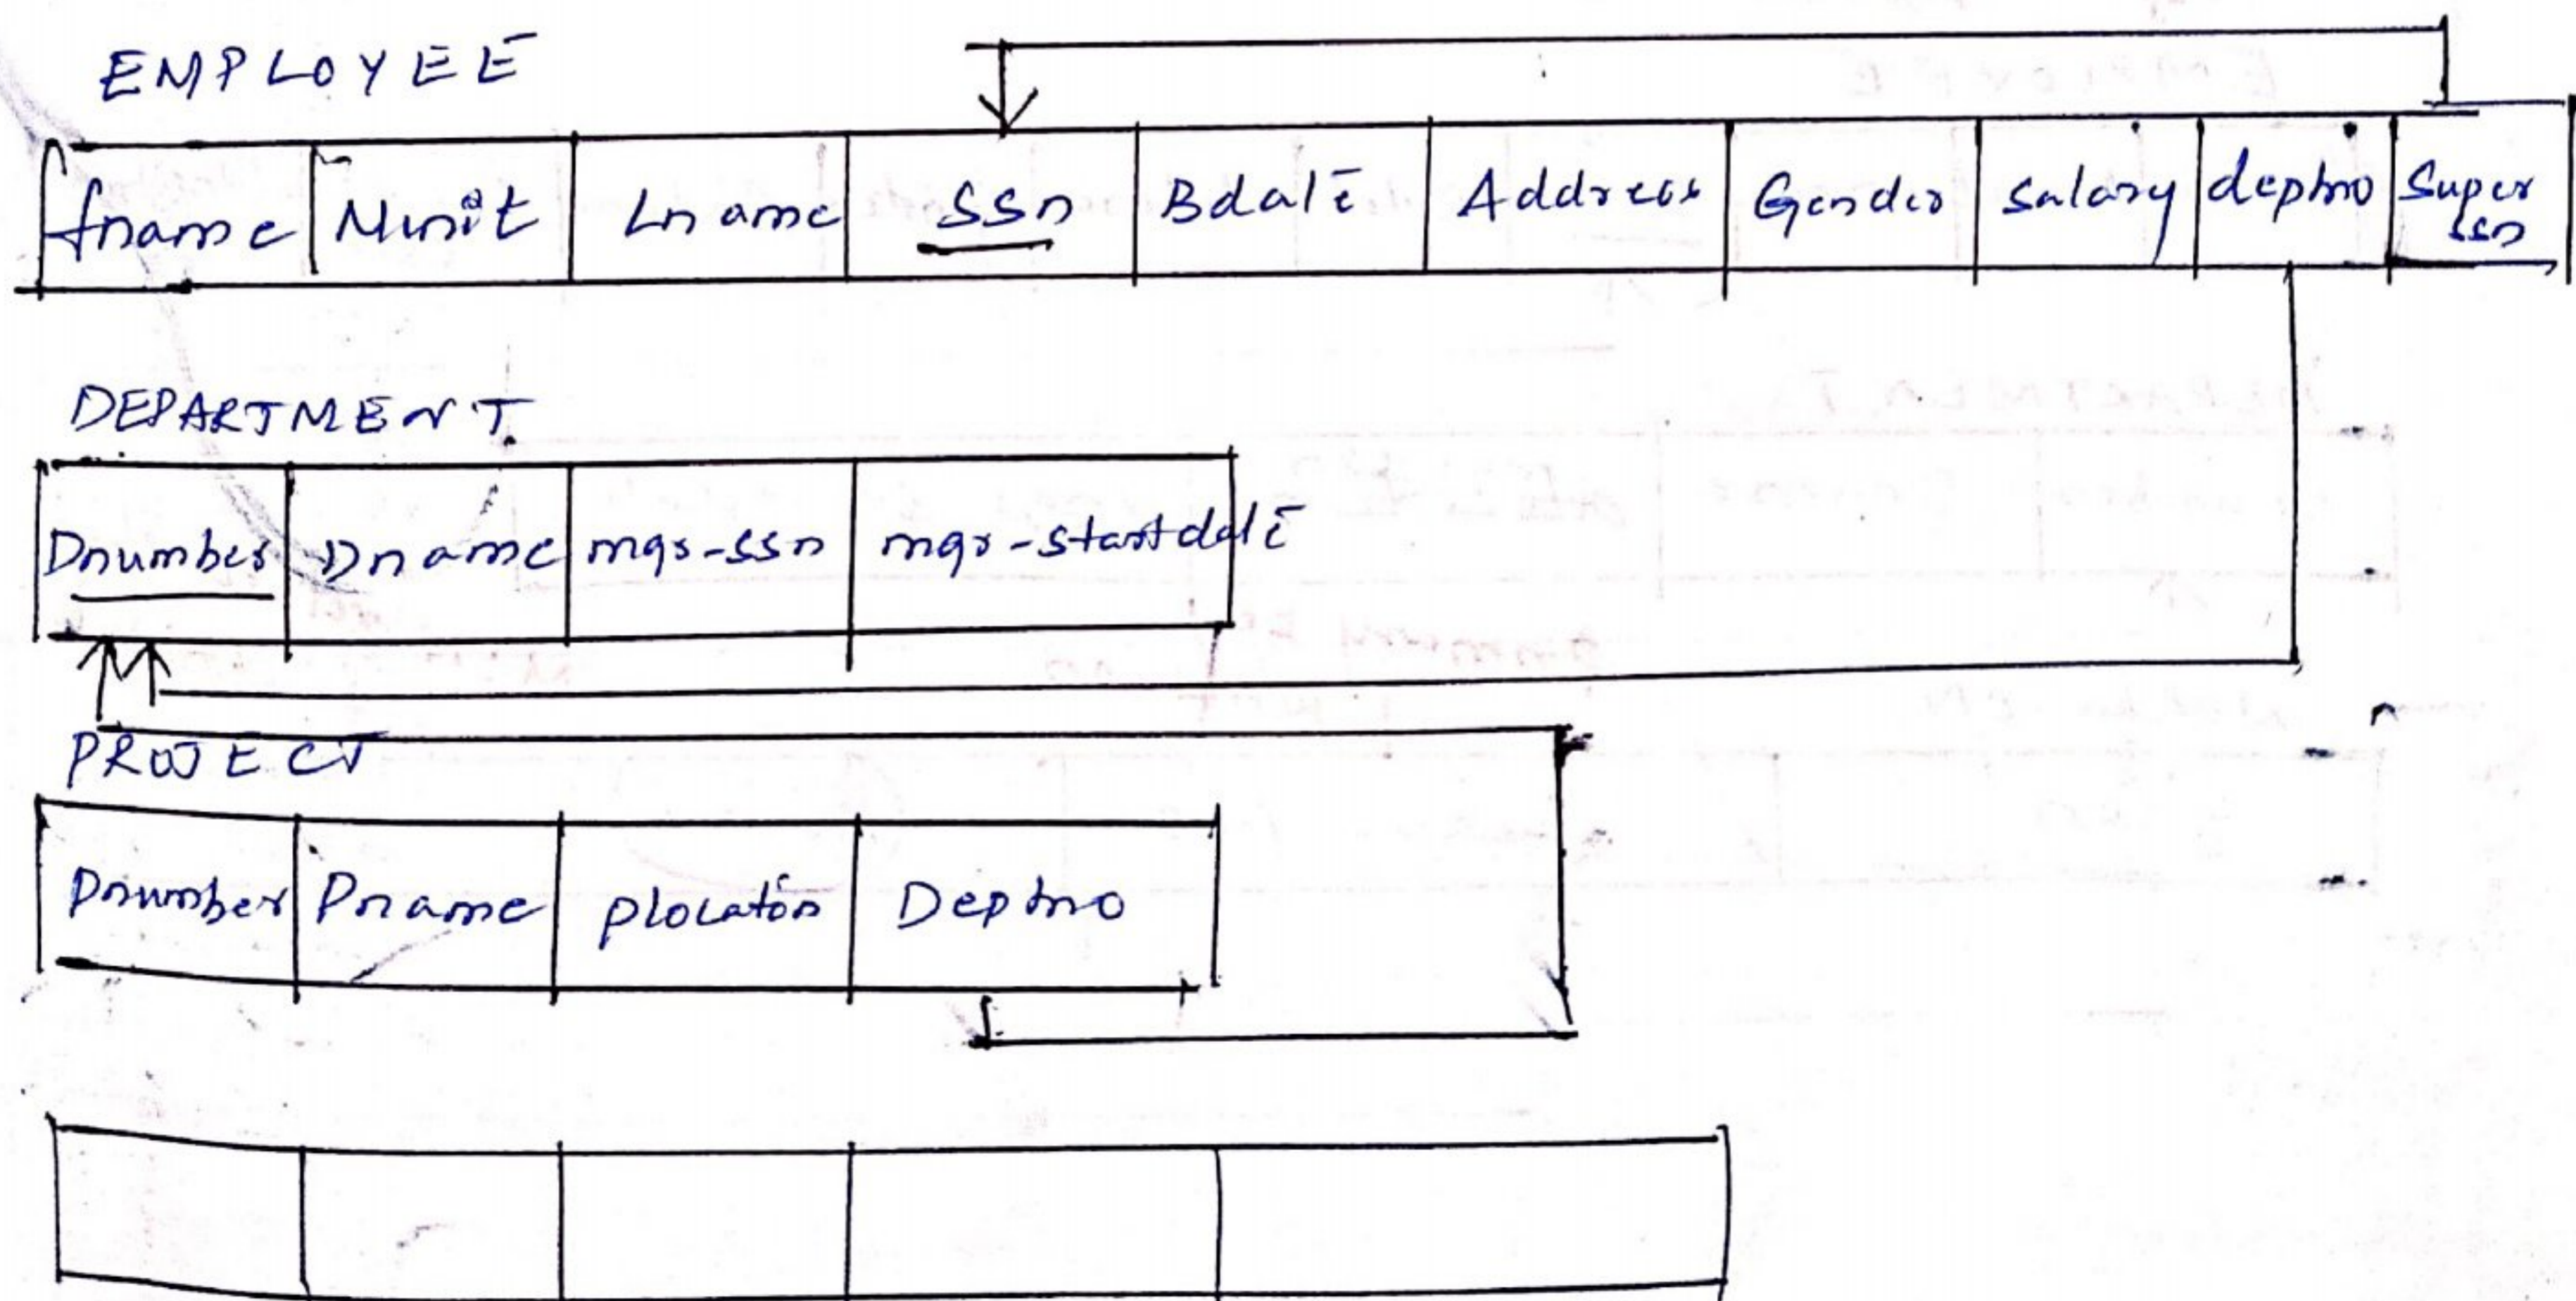 EMPLOYEE
fname Minit Lname SSn Bdate Address Gender salary deptno Super ssn
DEPARTMENT
Dnumber Dname mgr-ssn mgr-startdate
PROJECT
Pnumber Pname plocation Deptno